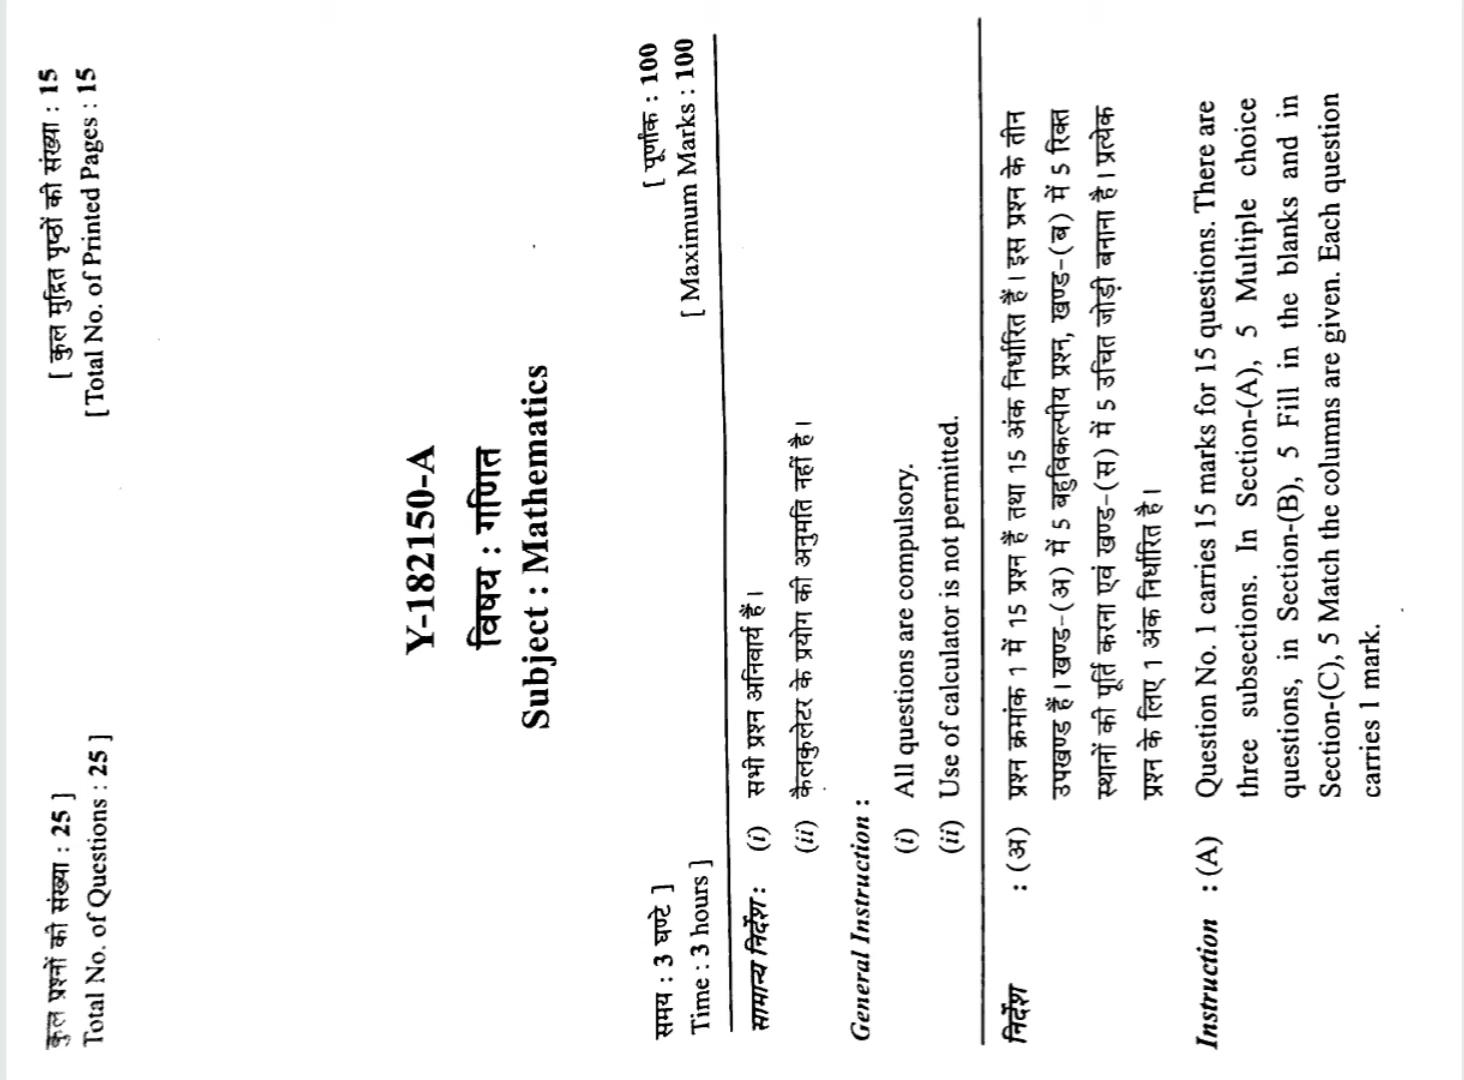 कुल प्रश्नों की संख्या : 25 ] [ कुल मुद्रित पृष्ठों की संख्या : 15
Total No. of Questions : 25 ] [Total No. of Printed Pages : 15
Y-182150-A
विषय : गणित
Subject : Mathematics
समय : 3 घण्टे ] [ पूर्णांक : 100
Time : 3 hours ] [ Maximum Marks : 100
सामान्य निर्देश : (i) सभी प्रश्न अनिवार्य हैं।
(ii) कैलकुलेटर के प्रयोग की अनुमति नहीं है।
General Instruction :
(i) All questions are compulsory.
(ii) Use of calculator is not permitted.
निर्देश : (अ) प्रश्न क्रमांक 1 में 15 प्रश्न हैं तथा 15 अंक निर्धारित हैं। इस प्रश्न के तीन
उपखण्ड हैं। खण्ड-(अ) में 5 बहुविकल्पीय प्रश्न, खण्ड-(ब) में 5 रिक्त
स्थानों की पूर्ति करना एवं खण्ड-(स) में 5 उचित जोड़ी बनाना है। प्रत्येक
प्रश्न के लिए 1 अंक निर्धारित है।
Instruction : (A) Question No. 1 carries 15 marks for 15 questions. There are
three subsections. In Section-(A), 5 Multiple choice
questions, in Section-(B), 5 Fill in the blanks and in
Section-(C), 5 Match the columns are given. Each question
carries 1 mark.